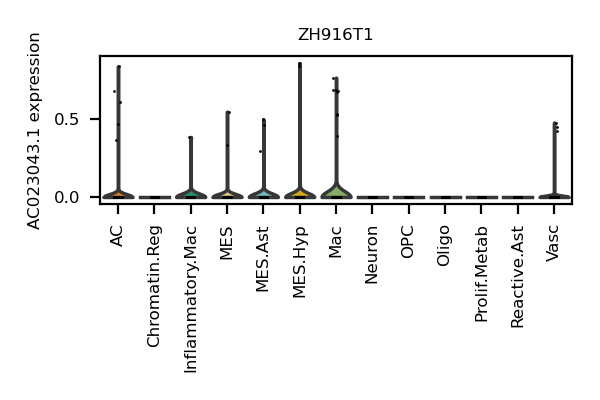 ZH916T1
AC023043.1 expression
0.5
0.0
AC
Chromatin.Reg
Inflammatory.Mac
MES
MES.Ast
MES.Hyp
Mac
Neuron
OPC
Oligo
Prolif.Metab
Reactive.Ast
Vasc